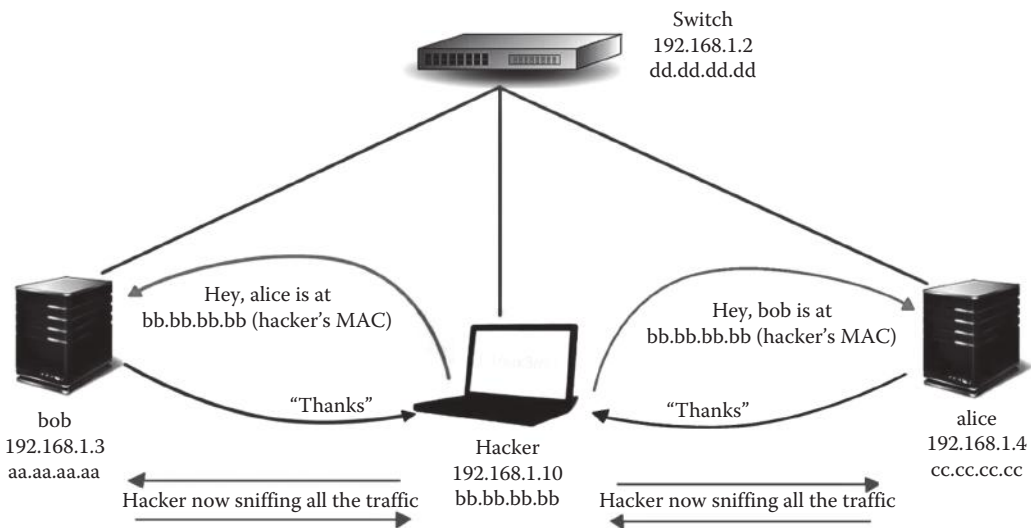 Switch
192.168.1.2
dd.dd.dd.dd
Hey, alice is at
bb.bb.bb.bb (hacker's MAC)
Hey, bob is at
bb.bb.bb.bb (hacker's MAC)
"Thanks"
"Thanks"
bob
192.168.1.3
aa.aa.aa.aa
Hacker
192.168.1.10
bb.bb.bb.bb
alice
192.168.1.4
cc.cc.cc.cc
Hacker now sniffing all the traffic
Hacker now sniffing all the traffic